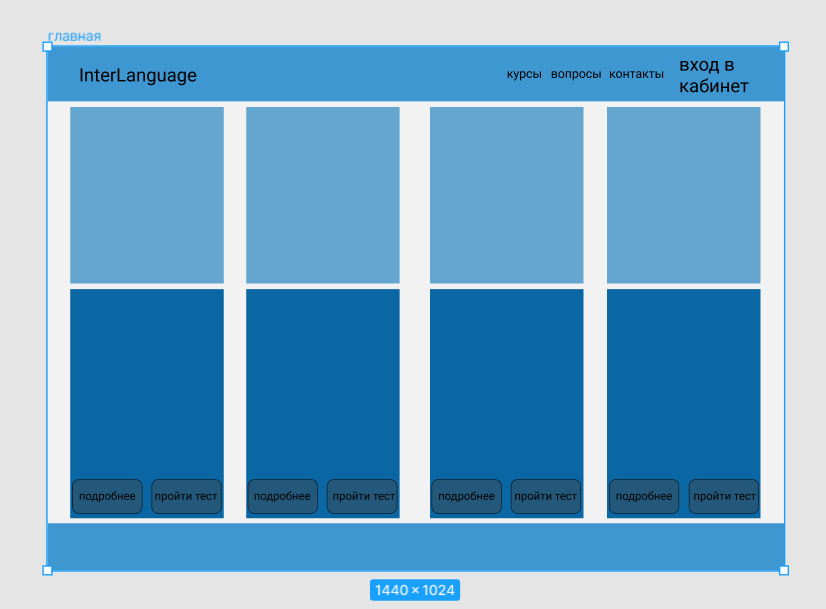 главная
InterLanguage
курсы вопросы контакты
вход в
кабинет
подробнее пройти тест подробнее пройти тест подробнее пройти тест подробнее пройти тест
1440 × 1024